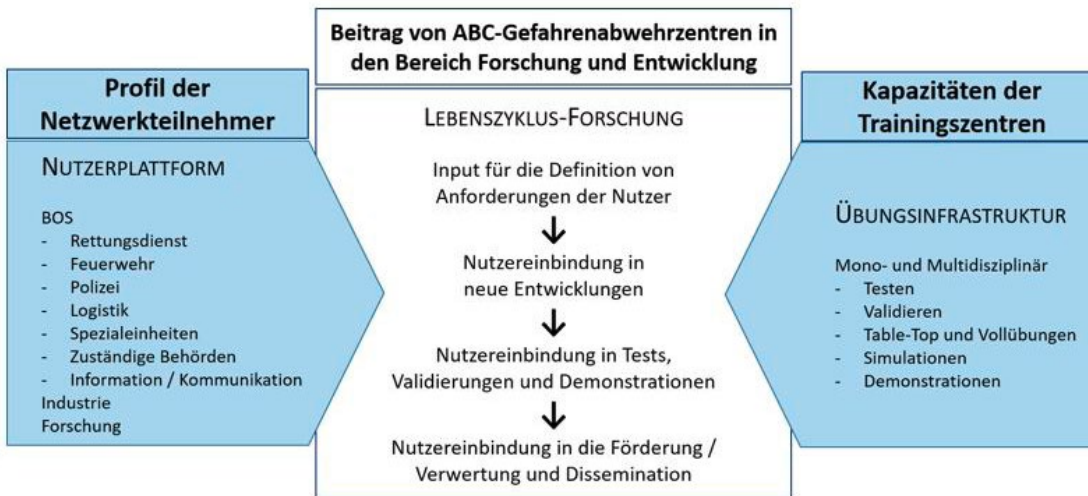 Beitrag von ABC-Gefahrenabwehrzentren in
den Bereich Forschung und Entwicklung
Profil der
Netzwerkteilnehmer
NUTZERPLATTFORM
BOS
- Rettungsdienst
- Feuerwehr
- Polizei
- Logistik
- Spezialeinheiten
- Zuständige Behörden
- Information / Kommunikation
Industrie
Forschung
LEBENSZYKLUS-FORSCHUNG
Input für die Definition von
Anforderungen der Nutzer
↓
Nutzereinbindung in
neue Entwicklungen
↓
Nutzereinbindung in Tests,
Validierungen und Demonstrationen
↓
Nutzereinbindung in die Förderung /
Verwertung und Dissemination
Kapazitäten der
Trainingszentren
ÜBUNGSINFRASTRUKTUR
Mono- und Multidisziplinär
- Testen
- Validieren
- Table-Top und Vollübungen
- Simulationen
- Demonstrationen